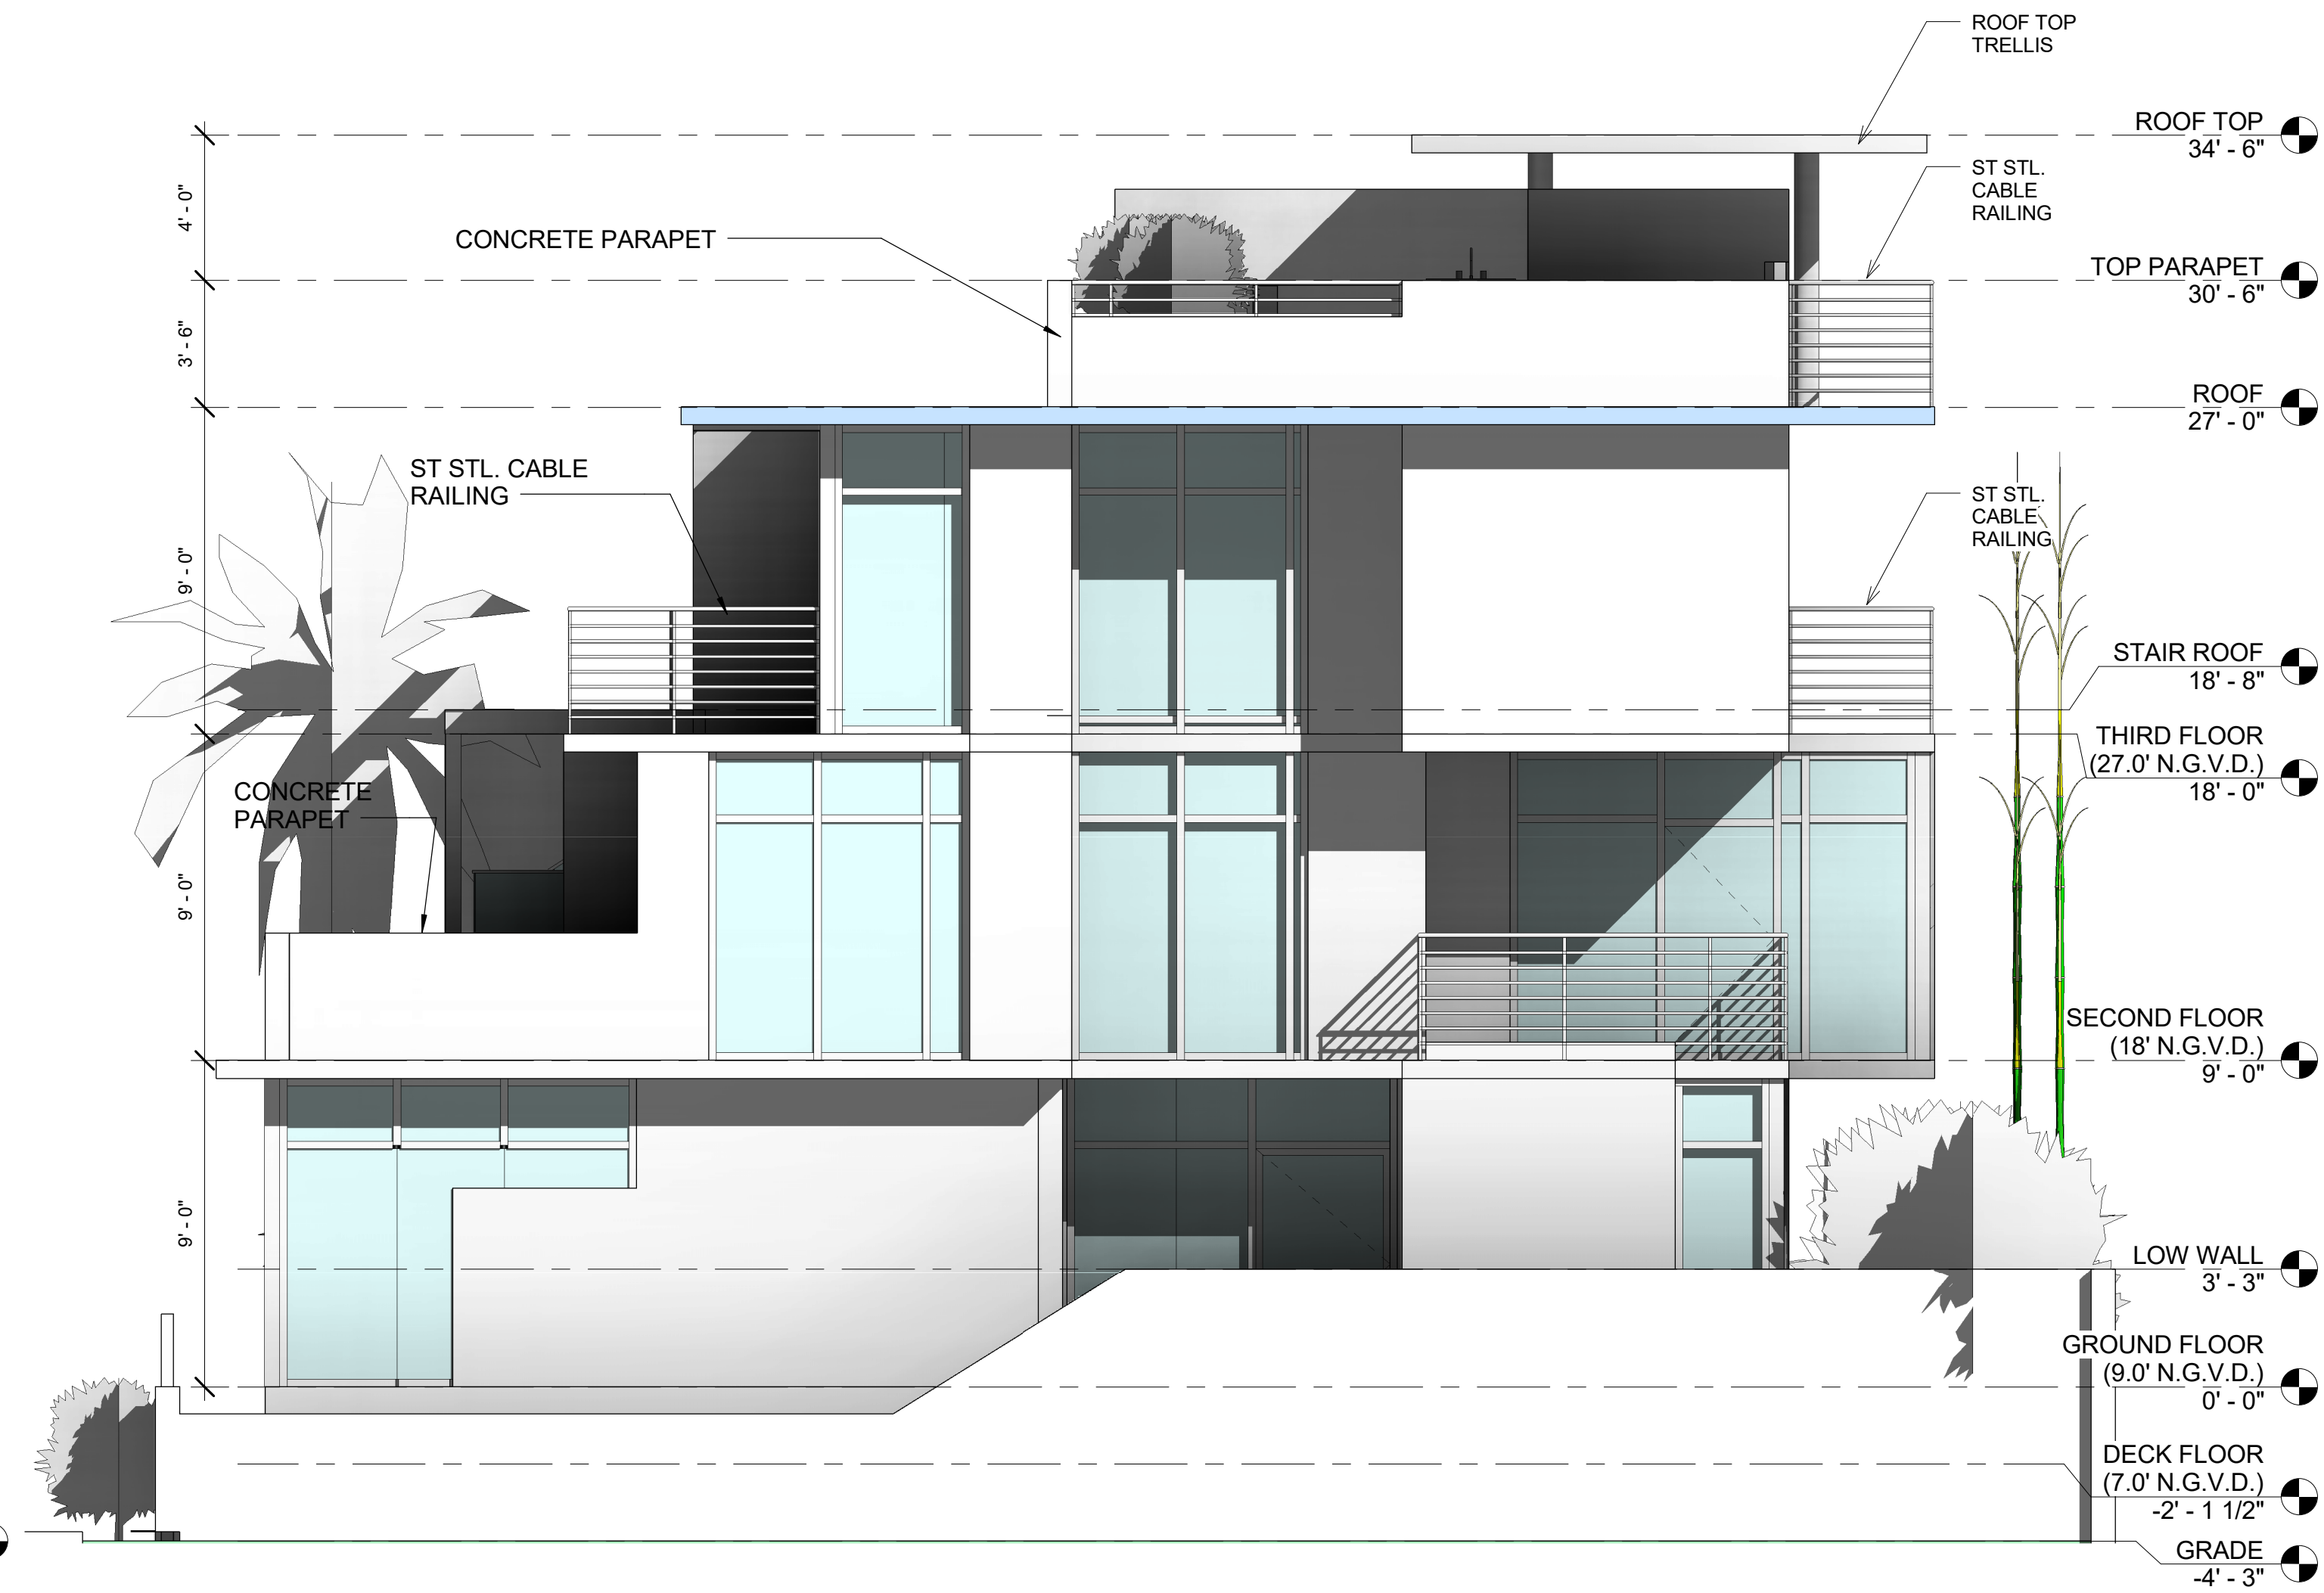 ROOF TOP
TRELLIS
ROOF TOP
34' - 6"
ST STL.
CABLE
RAILING
4' - 0"
CONCRETE PARAPET
TOP PARAPET
30' - 6"
3' - 6"
ROOF
27' - 0"
ST STL. CABLE
RAILING
ST STL.
CABLE
RAILING
9' - 0"
STAIR ROOF
18' - 8"
THIRD FLOOR
(27.0' N.G.V.D.)
18' - 0"
CONCRETE
PARAPET
9' - 0"
SECOND FLOOR
(18' N.G.V.D.)
9' - 0"
9' - 0"
LOW WALL
3' - 3"
GROUND FLOOR
(9.0' N.G.V.D.)
0' - 0"
DECK FLOOR
(7.0' N.G.V.D.)
-2' - 1 1/2"
GRADE
-4' - 3"